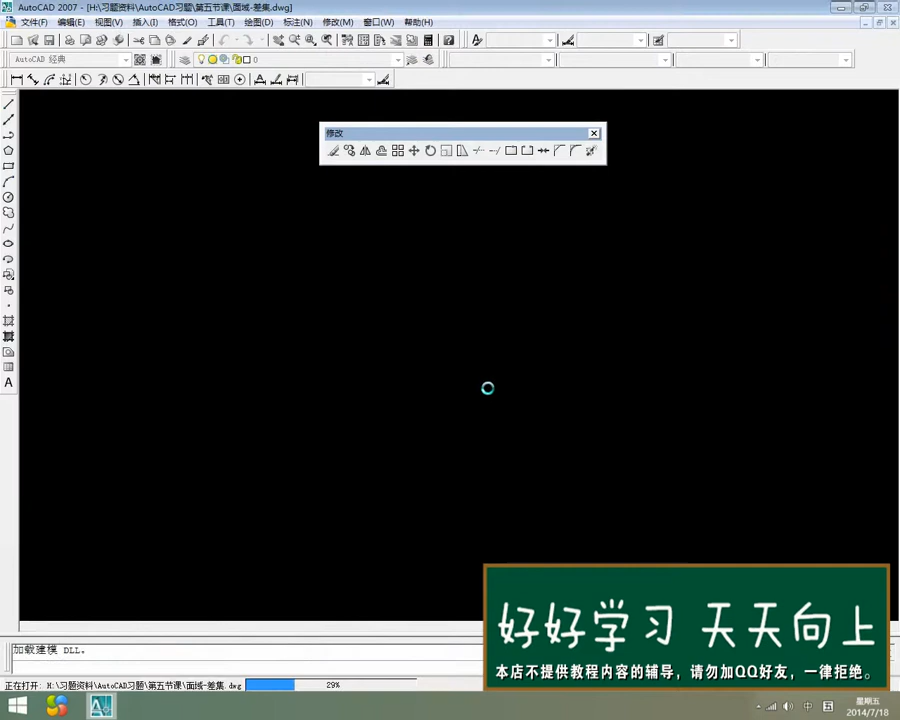 AutoCAD 2007 - [H:\习题资料\AutoCAD习题\第五节课\面域-差集.dwg]
文件(F) 编辑(E) 视图(V) 插入(I) 格式(O) 工具(T) 绘图(D) 标注(N) 修改(M) 窗口(W) 帮助(H)
AutoCAD 经典
0
修改
A
好好学习 天天向上
本店不提供教程内容的辅导，请勿加QQ好友，一律拒绝。
加载建模 DLL。
正在打开: H:\习题资料\AutoCAD习题\第五节课\面域-差集.dwg 29%
中 五
星期五
2014/7/18